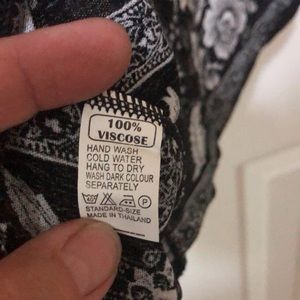 100%
VISCOSE
HAND WASH
COLD WATER
HANG TO DRY
WASH DARK COLOUR
SEPARATELY
P
STANDARD-SIZE
MADE IN THAILAND